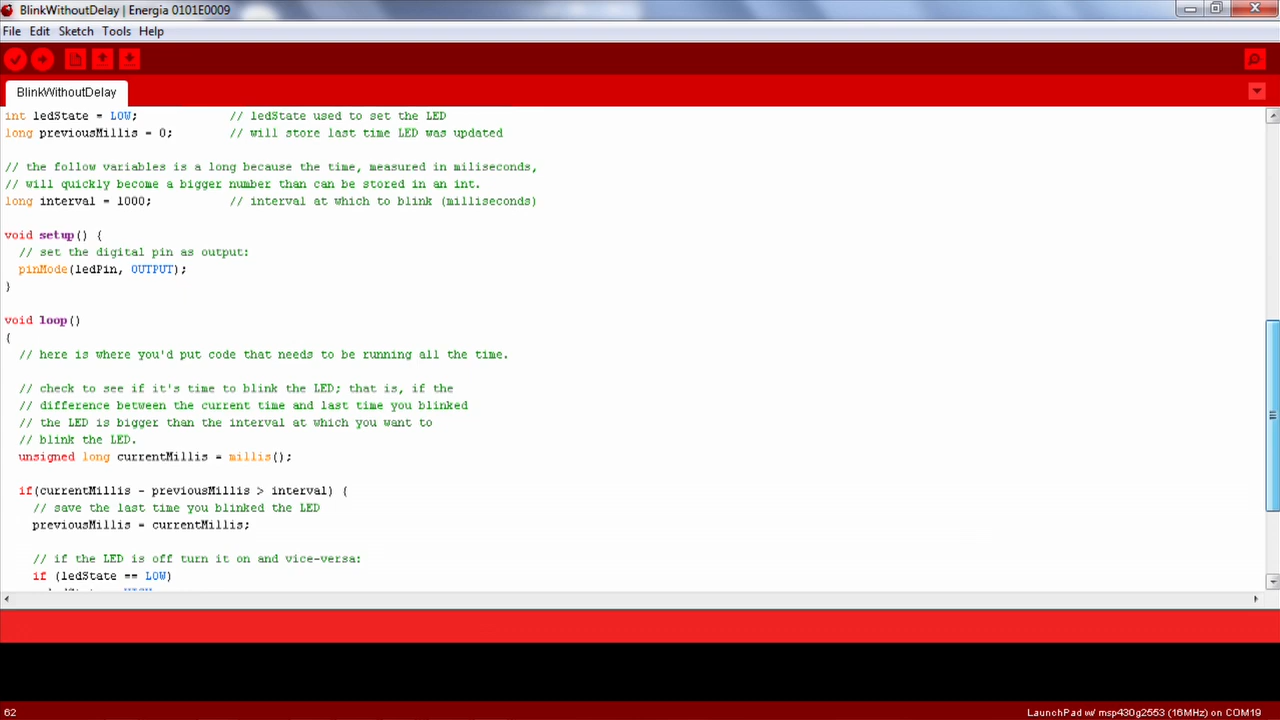 BlinkWithoutDelay | Energia 0101E0009
File Edit Sketch Tools Help
BlinkWithoutDelay
int ledState = LOW; // ledState used to set the LED
long previousMillis = 0; // will store last time LED was updated
// the follow variables is a long because the time, measured in miliseconds,
// will quickly become a bigger number than can be stored in an int.
long interval = 1000; // interval at which to blink (milliseconds)
void setup() {
// set the digital pin as output:
pinMode(ledPin, OUTPUT);
}
void loop()
{
// here is where you'd put code that needs to be running all the time.
// check to see if it's time to blink the LED; that is, if the
// difference between the current time and last time you blinked
// the LED is bigger than the interval at which you want to
// blink the LED.
unsigned long currentMillis = millis();
if(currentMillis - previousMillis > interval) {
// save the last time you blinked the LED
previousMillis = currentMillis;
// if the LED is off turn it on and vice-versa:
if (ledState == LOW)
62
LaunchPad w/ msp430g2553 (16MHz) on COM19